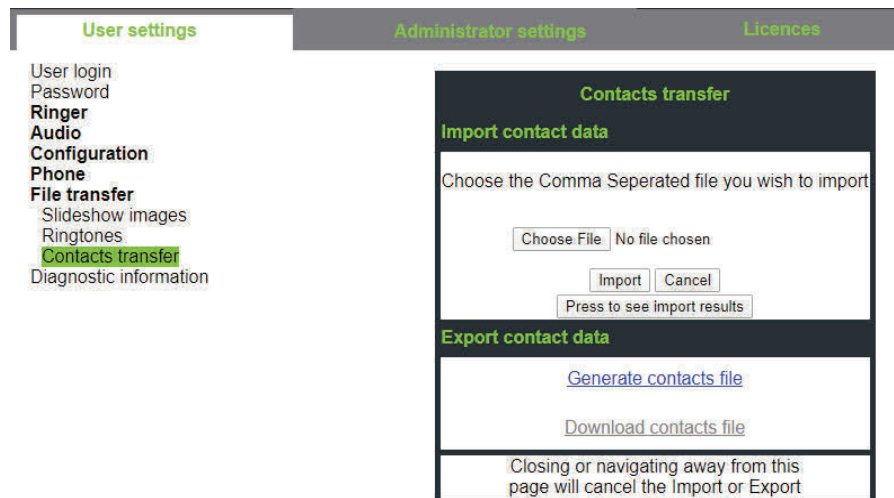 User settings
Administrator settings
Licences
User login
Password
Ringer
Audio
Configuration
Phone
File transfer
Slideshow images
Ringtones
Contacts transfer
Diagnostic information
Contacts transfer
Import contact data
Choose the Comma Seperated file you wish to import
Choose File No file chosen
Import Cancel
Press to see import results
Export contact data
Generate contacts file
Download contacts file
Closing or navigating away from this
page will cancel the Import or Export